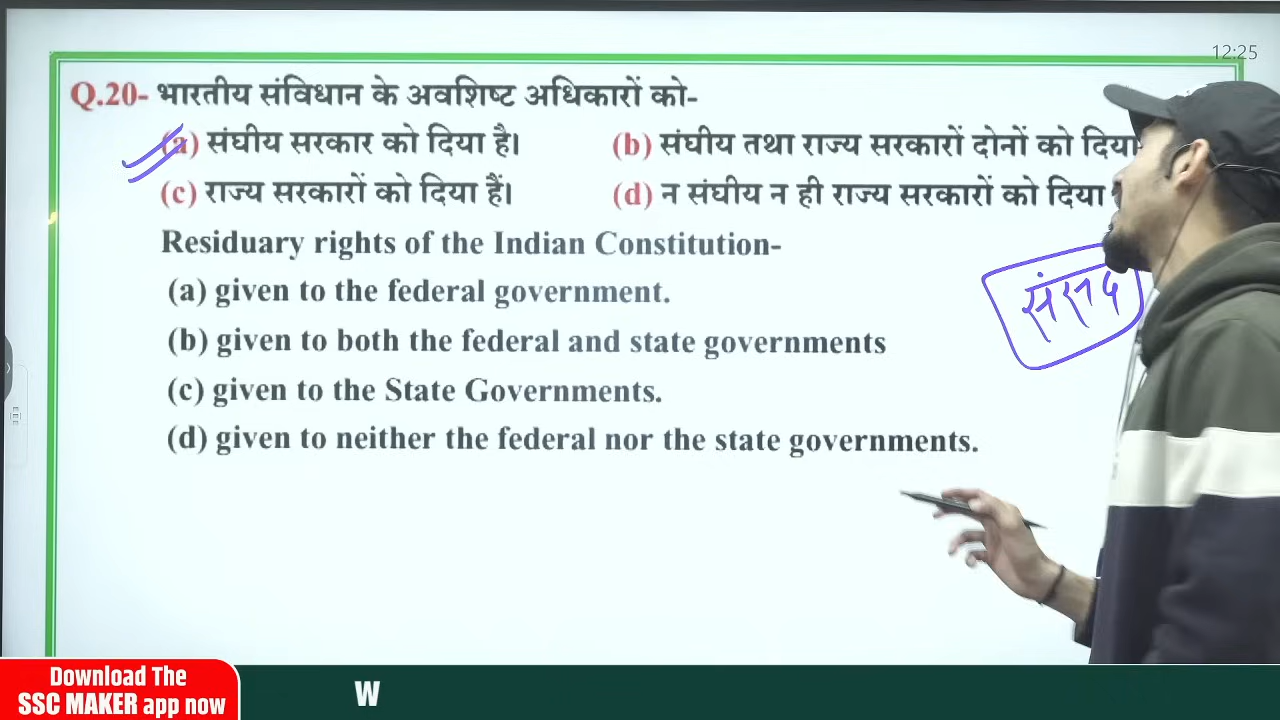 12:25
Q.20- भारतीय संविधान के अवशिष्ट अधिकारों को-
(a) संघीय सरकार को दिया है।
(b) संघीय तथा राज्य सरकारों दोनों को दिया
(c) राज्य सरकारों को दिया हैं।
(d) न संघीय न ही राज्य सरकारों को दिया
Residuary rights of the Indian Constitution-
(a) given to the federal government.
संसद
(b) given to both the federal and state governments
(c) given to the State Governments.
(d) given to neither the federal nor the state governments.
Download The
SSC MAKER app now
W